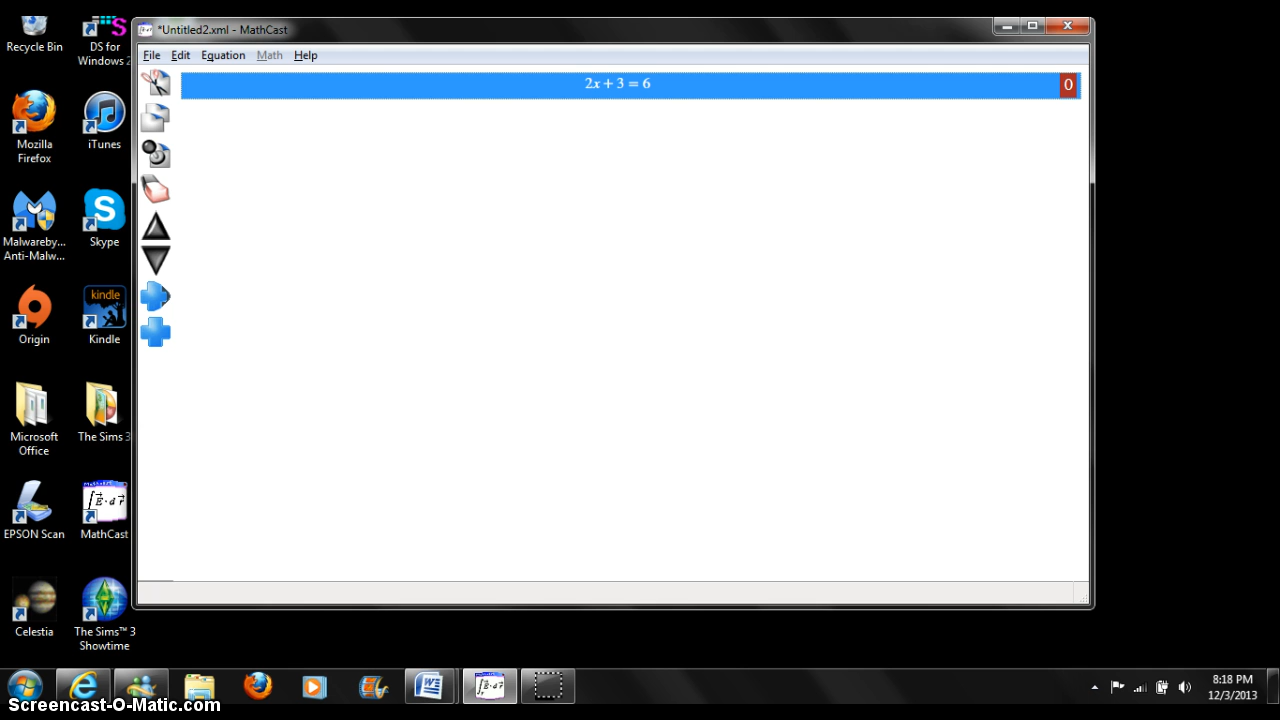 *Untitled2.xml - MathCast
File Edit Equation Math Help
2x + 3 = 6
0
Recycle Bin
DS for
Windows 2
Mozilla
Firefox
iTunes
Malwareby...
Anti-Malw...
Skype
Origin
kindle
Kindle
Microsoft
Office
The Sims 3
EPSON Scan
MathCast
Celestia
The Sims™ 3
Showtime
8:18 PM
12/3/2013
Screencast-O-Matic.com